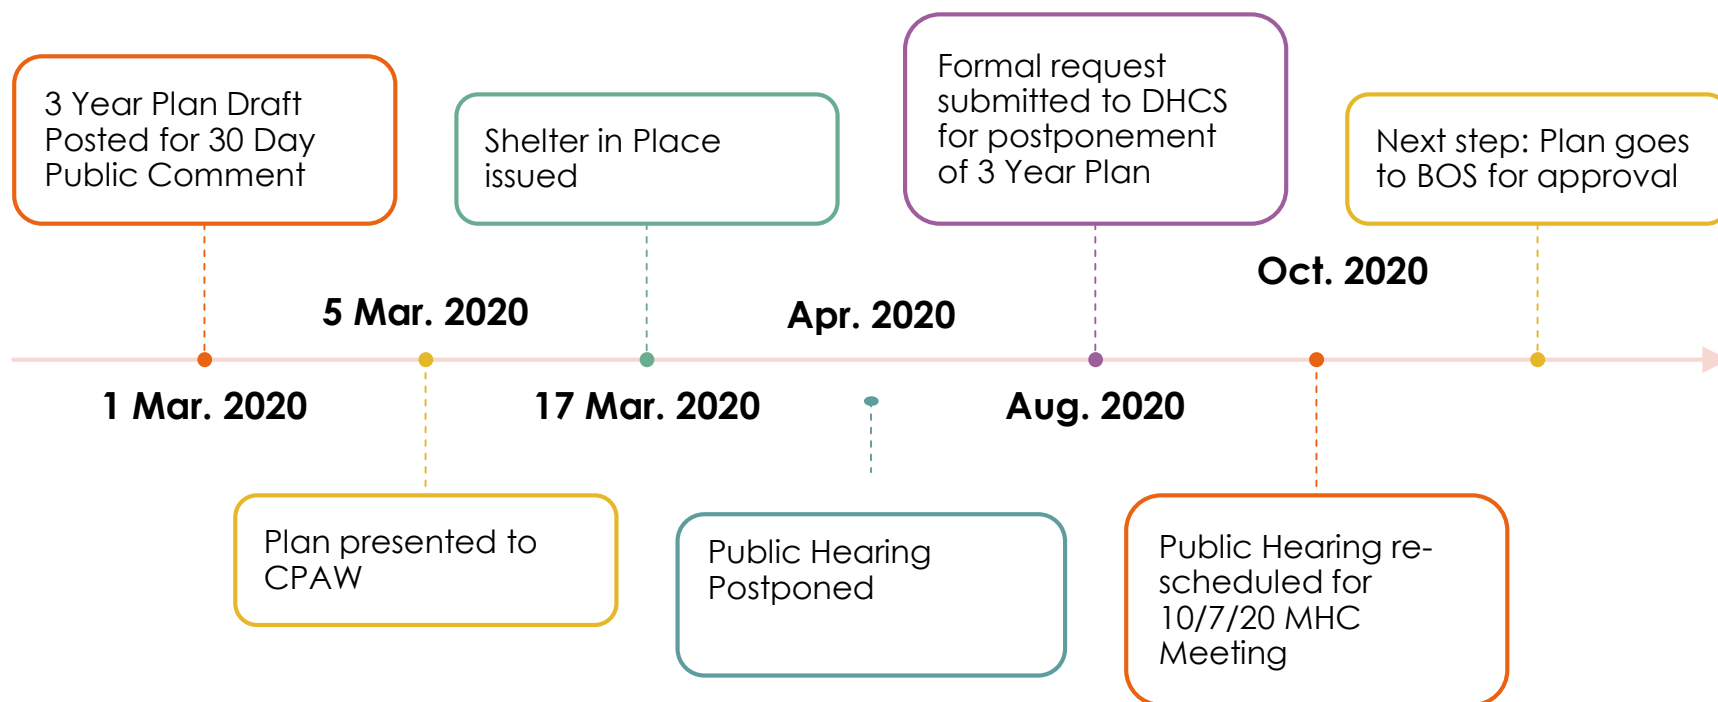 3 Year Plan Draft
Posted for 30 Day
Public Comment
Shelter in Place
issued
Formal request
submitted to DHCS
for postponement
of 3 Year Plan
Next step: Plan goes
to BOS for approval
Oct. 2020
5 Mar. 2020
Apr. 2020
1 Mar. 2020
17 Mar. 2020
Aug. 2020
Plan presented to
CPAW
Public Hearing
Postponed
Public Hearing re-
scheduled for
10/7/20 MHC
Meeting